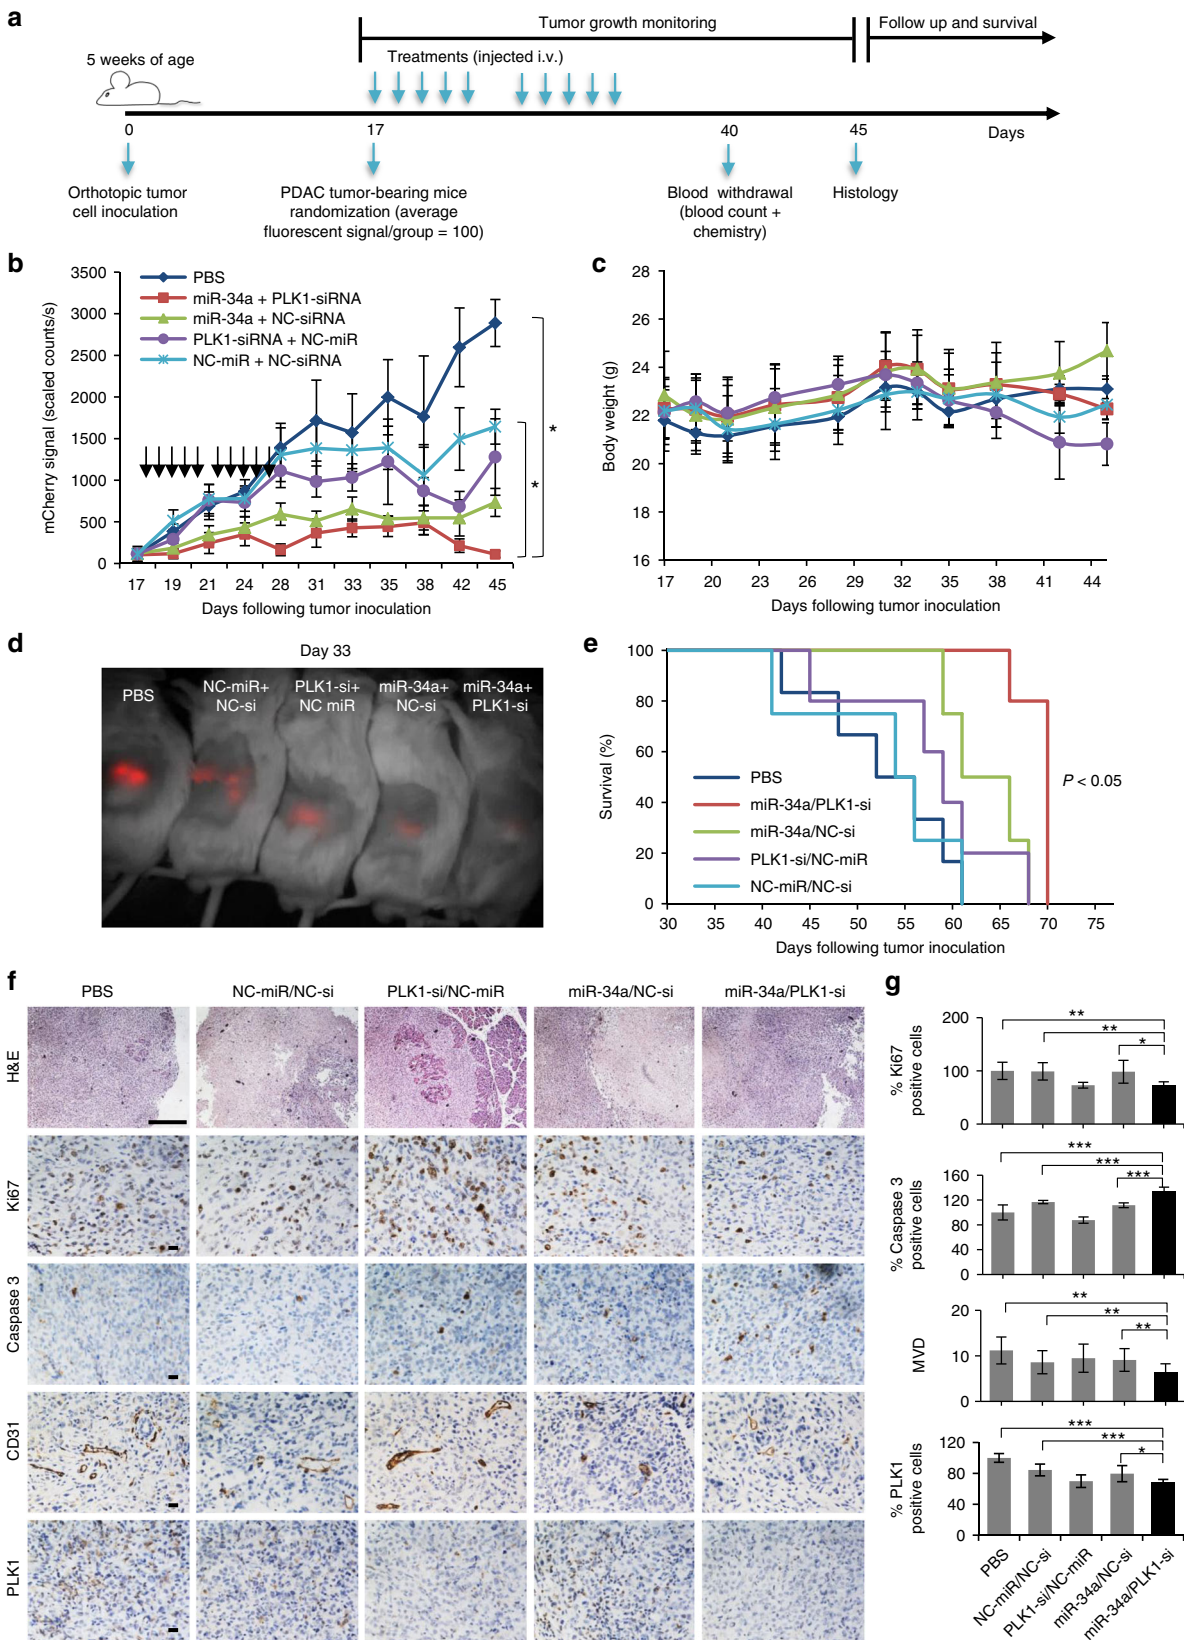 a
Tumor growth monitoring
Follow up and survival
Treatments (injected i.v.)
5 weeks of age
0
17
40
45
Days
Orthotopic tumor
cell inoculation
PDAC tumor-bearing mice
randomization (average
fluorescent signal/group = 100)
Blood withdrawal
(blood count +
chemistry)
Histology
b
mCherry signal (scaled counts/s)
3500
3000
2500
2000
1500
1000
500
0
PBS
miR-34a + PLK1-siRNA
miR-34a + NC-siRNA
PLK1-siRNA + NC-miR
NC-miR + NC-siRNA
*
*
17 19 21 24 28 31 33 35 38 42 45
Days following tumor inoculation
c
Body weight (g)
28
26
24
22
20
18
16
17 20 23 26 29 32 35 38 41 44
Days following tumor inoculation
d
Day 33
PBS
NC-miR+
NC-si
PLK1-si+
NC miR
miR-34a+
NC-si
miR-34a+
PLK1-si
e
Survival (%)
100
80
60
40
20
0
PBS
miR-34a/PLK1-si
miR-34a/NC-si
PLK1-si/NC-miR
NC-miR/NC-si
P < 0.05
30 35 40 45 50 55 60 65 70 75
Days following tumor inoculation
f
PBS
NC-miR/NC-si
PLK1-si/NC-miR
miR-34a/NC-si
miR-34a/PLK1-si
H&E
Ki67
Caspase 3
CD31
PLK1
g
% Ki67
positive cells
200
100
0
**
**
*
% Caspase 3
positive cells
160
120
80
40
0
***
***
***
MVD
20
10
0
**
**
**
% PLK1
positive cells
120
80
40
0
***
***
*
PBS
NC-miR/NC-si
PLK1-si/NC-miR
miR-34a/NC-si
miR-34a/PLK1-si